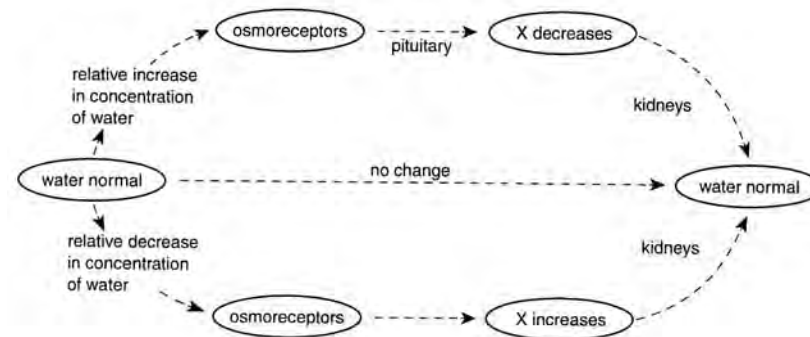 osmoreceptors
pituitary
X decreases
relative increase
in concentration
of water
kidneys
water normal
no change
water normal
relative decrease
in concentration
of water
kidneys
osmoreceptors
X increases